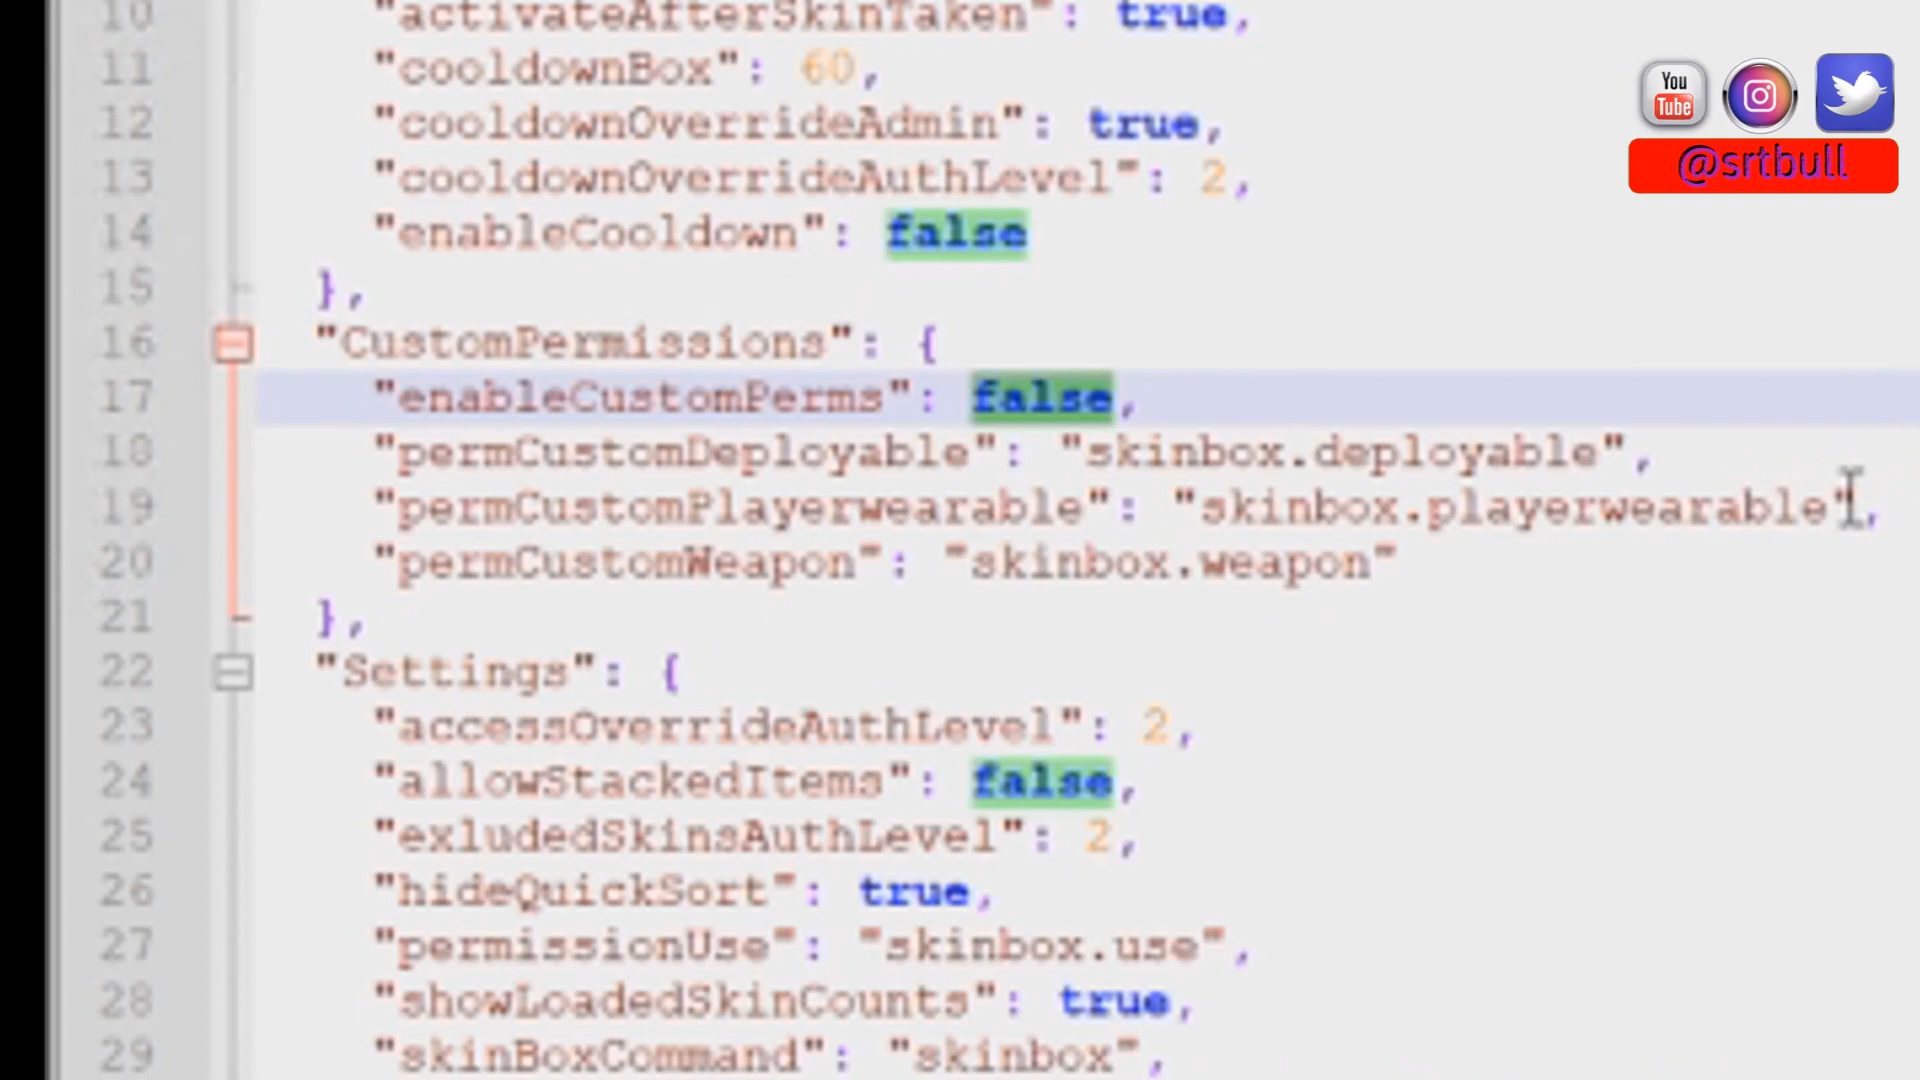 10 "activateAfterSkinTaken": true,
11 "cooldownBox": 60,
12 "cooldownOverrideAdmin": true,
13 "cooldownOverrideAuthLevel": 2,
14 "enableCooldown": false
15 },
16 "CustomPermissions": {
17 "enableCustomPerms": false,
18 "permCustomDeployable": "skinbox.deployable",
19 "permCustomPlayerwearable": "skinbox.playerwearable",
20 "permCustomWeapon": "skinbox.weapon"
21 },
22 "Settings": {
23 "accessOverrideAuthLevel": 2,
24 "allowStackedItems": false,
25 "exludedSkinsAuthLevel": 2,
26 "hideQuickSort": true,
27 "permissionUse": "skinbox.use",
28 "showLoadedSkinCounts": true,
29 "skinBoxCommand": "skinbox",
You
Tube
@srtbull